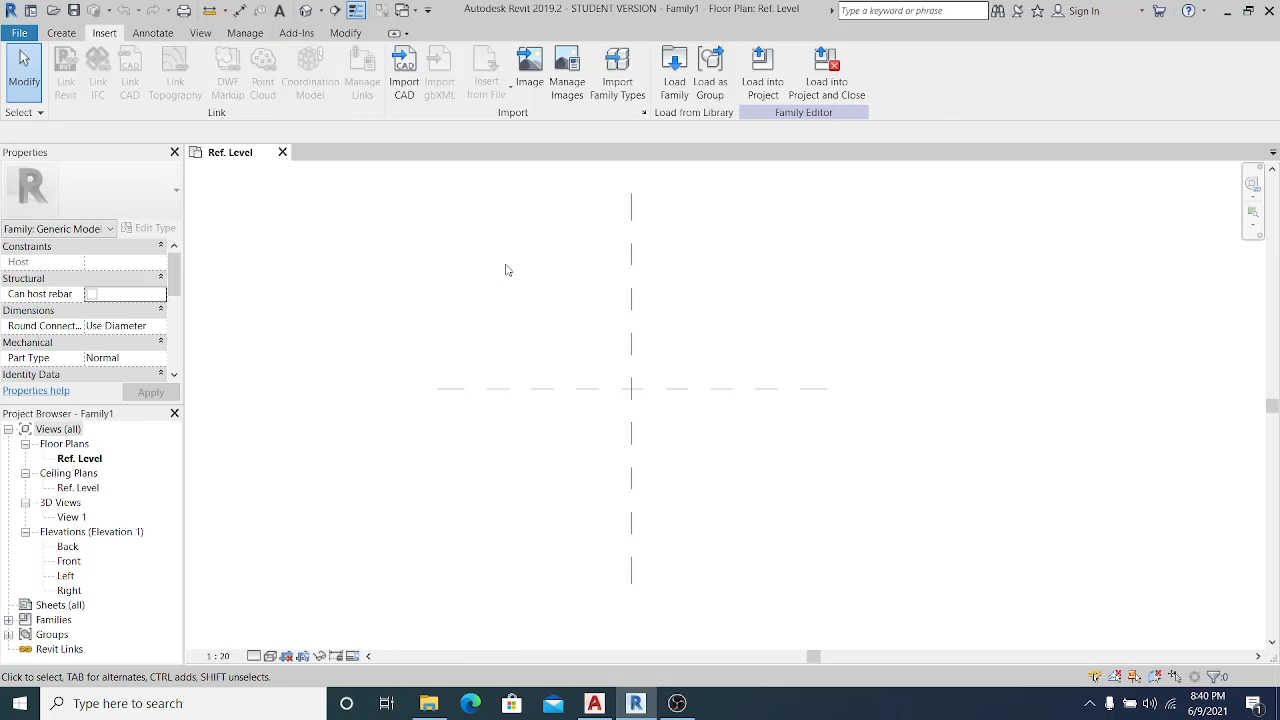 Autodesk Revit 2019.2 - STUDENT VERSION - Family1 - Floor Plan: Ref. Level
Type a keyword or phrase
Sign In
File Create Insert Annotate View Manage Add-Ins Modify
Modify
Link Revit
Link IFC
Link CAD
Link Topography
DWF Markup
Point Cloud
Coordination Model
Manage Links
Import CAD
Import gbXML
Insert from File
Image
Manage Images
Import Family Types
Load Family
Load as Group
Load into Project
Load into Project and Close
Select Link Import Load from Library Family Editor
Properties
Ref. Level
Family: Generic Model
Edit Type
Constraints
Host
Structural
Can host rebar
Dimensions
Round Connect... Use Diameter
Mechanical
Part Type Normal
Identity Data
Properties help
Apply
Project Browser - Family1
Views (all)
Floor Plans
Ref. Level
Ceiling Plans
Ref. Level
3D Views
View 1
Elevations (Elevation 1)
Back
Front
Left
Right
Sheets (all)
Families
Groups
Revit Links
1 : 20
Click to select, TAB for alternates, CTRL adds, SHIFT unselects.
:0
Type here to search
8:40 PM
6/9/2021